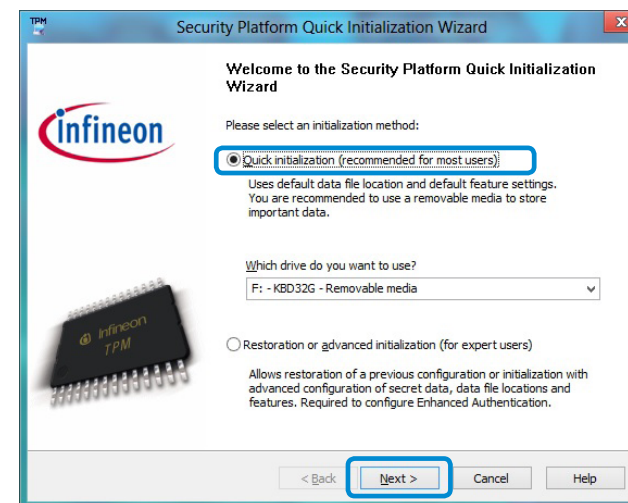 TPM
Security Platform Quick Initialization Wizard
x
Welcome to the Security Platform Quick Initialization
Wizard
infineon
Please select an initialization method:
Quick initialization (recommended for most users)
Uses default data file location and default feature settings.
You are recommended to use a removable media to store
important data.
Which drive do you want to use?
F: - KBD32G - Removable media
Infineon
TPM
Restoration or advanced initialization (for expert users)
Allows restoration of a previous configuration or initialization with
advanced configuration of secret data, data file locations and
features. Required to configure Enhanced Authentication.
< Back
Next >
Cancel
Help